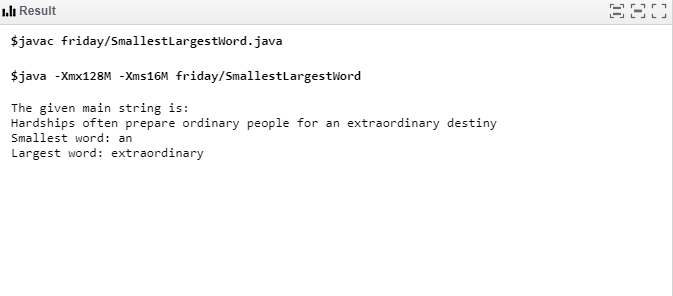 Result
$javac friday/SmallestLargestWord.java
$java -Xmx128M -Xms16M friday/SmallestLargestWord
The given main string is:
Hardships often prepare ordinary people for an extraordinary destiny
Smallest word: an
Largest word: extraordinary